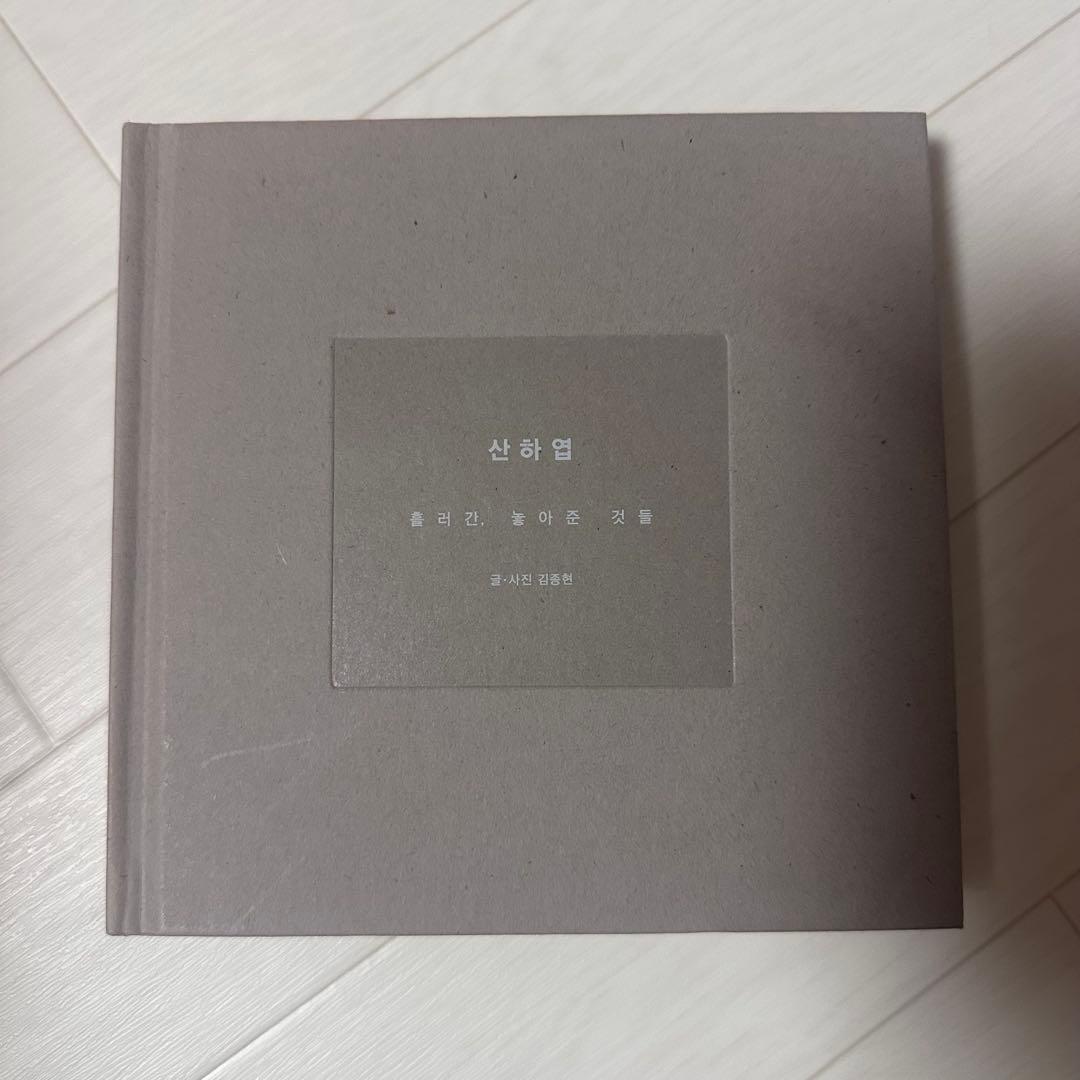 산하엽
흘러간, 놓아준 것들
글·사진 김종현